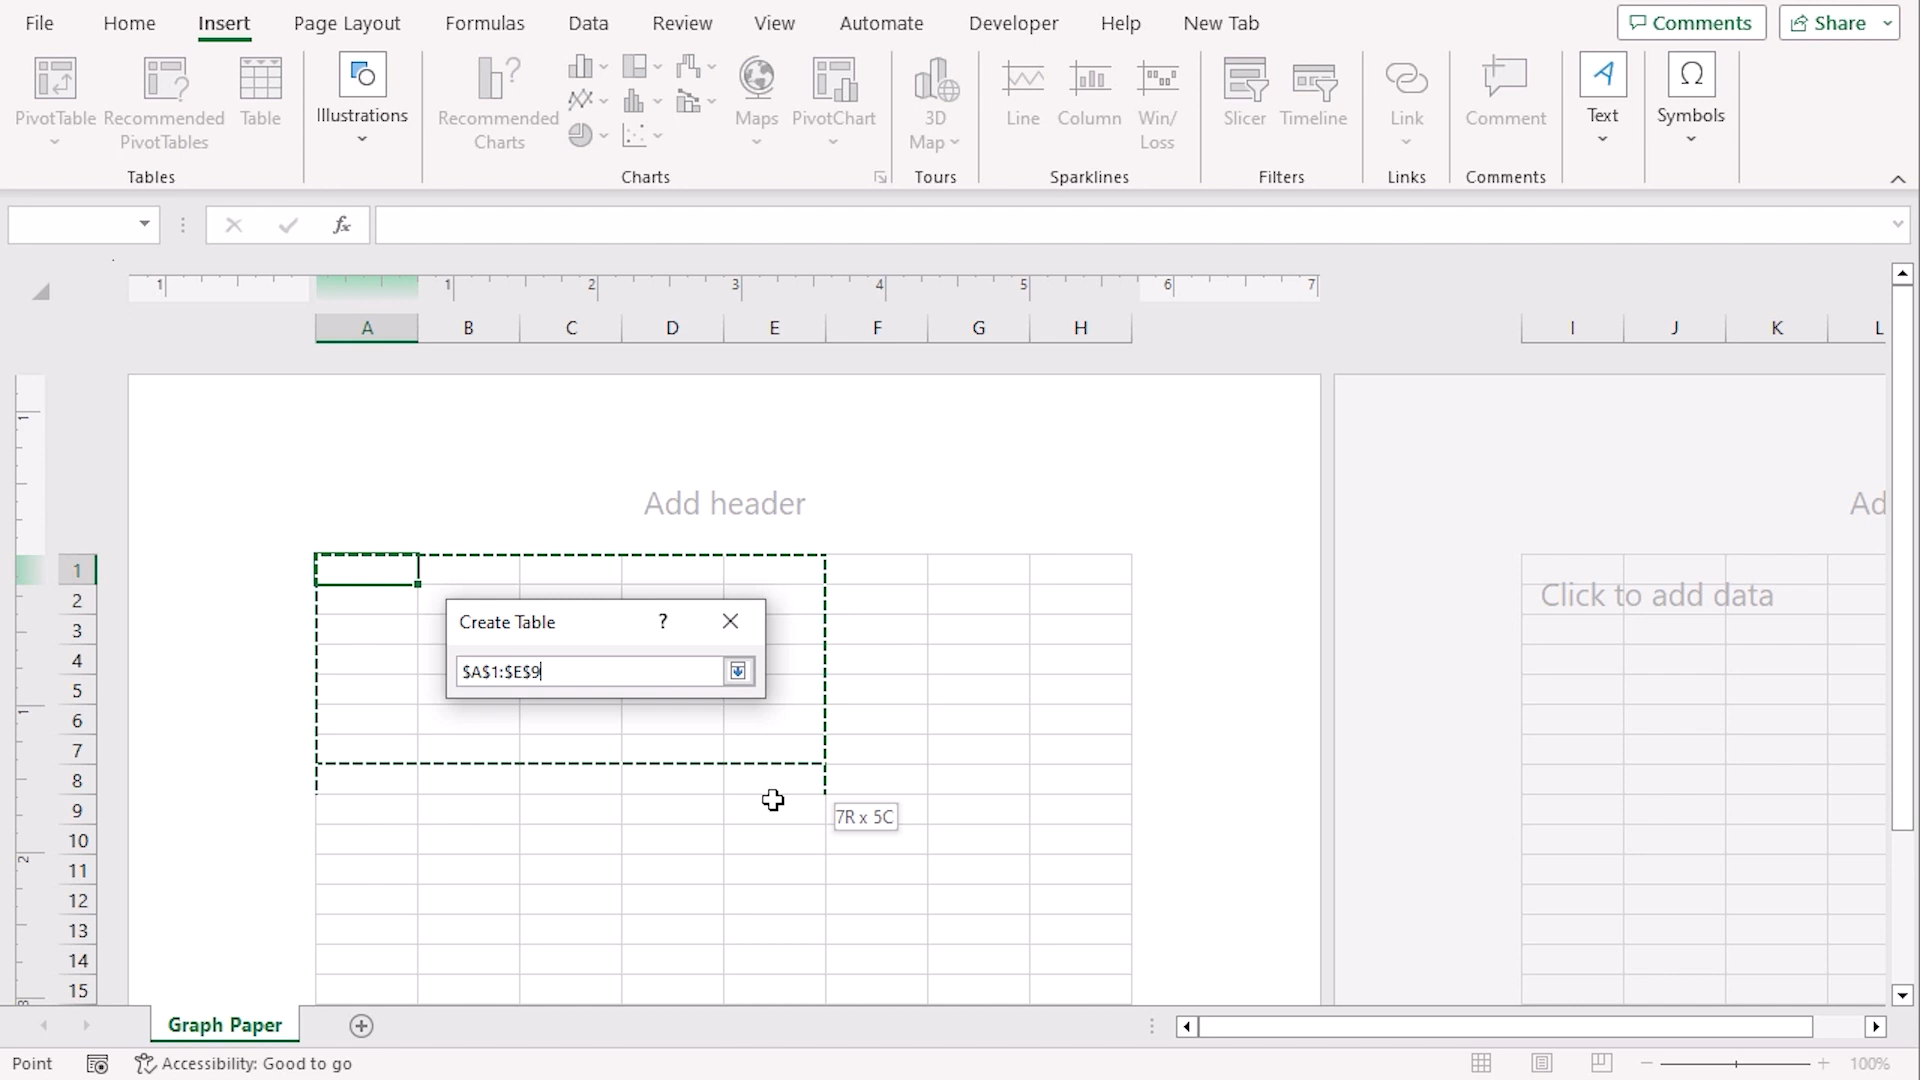 File Home Insert Page Layout Formulas Data Review View Automate Developer Help New Tab Comments Share
PivotTable Recommended PivotTables Table
Illustrations
Recommended Charts
Maps PivotChart
3D Map
Line Column Win/ Loss
Slicer Timeline
Link
Comment
Text
Symbols
Tables Charts Tours Sparklines Filters Links Comments
fx
1 1 2 3 4 5 6 7
A B C D E F G H I J K L
Add header
Ad
Click to add data
Create Table ?
$A$1:$E$9
7R x 5C
1
2
3
4
5
6
7
8
9
10
11
12
13
14
15
1
1
2
3
Graph Paper
Point Accessibility: Good to go 100%